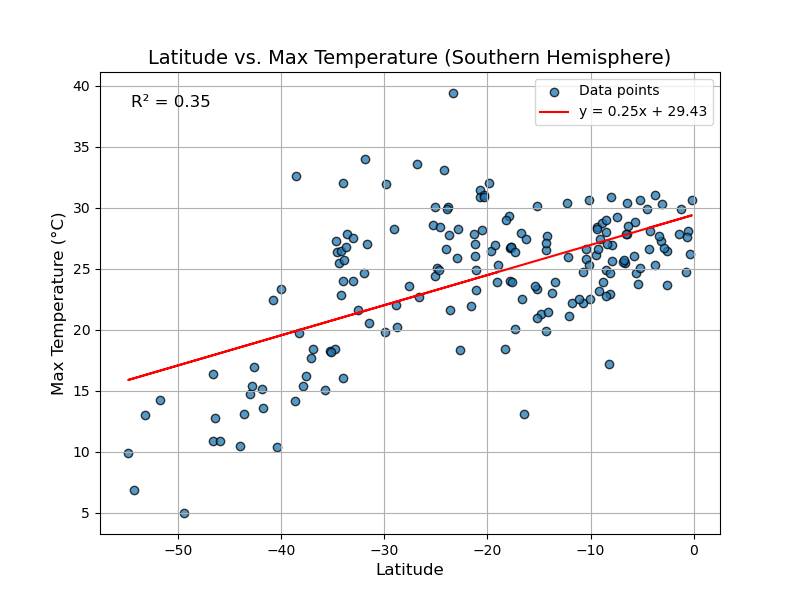 Latitude vs. Max Temperature (Southern Hemisphere)
R² = 0.35
Data points
y = 0.25x + 29.43
Max Temperature (°C)
40
35
30
25
20
15
10
5
−50
−40
−30
−20
−10
0
Latitude